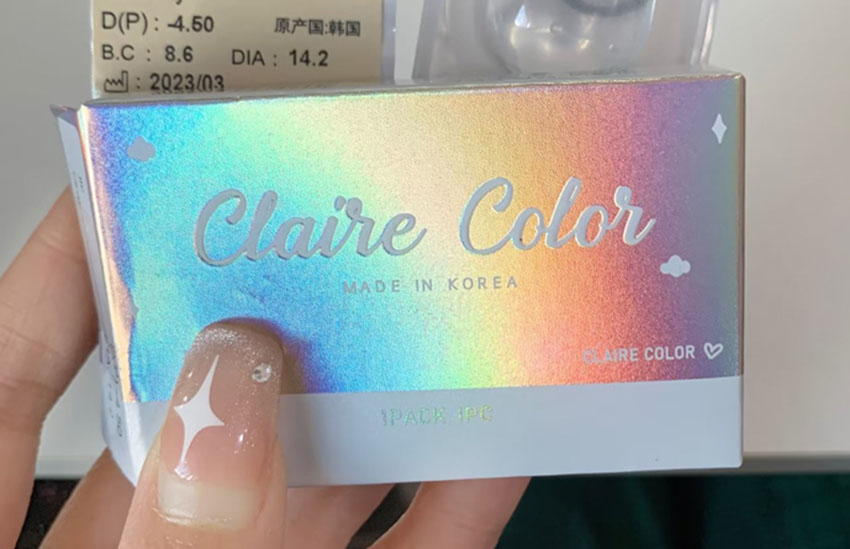 D(P) : -4.50
原产国:韩国
B.C : 8.6
DIA : 14.2
: 2023/03
Claire Color
MADE IN KOREA
CLAIRE COLOR
1PACK 1PC